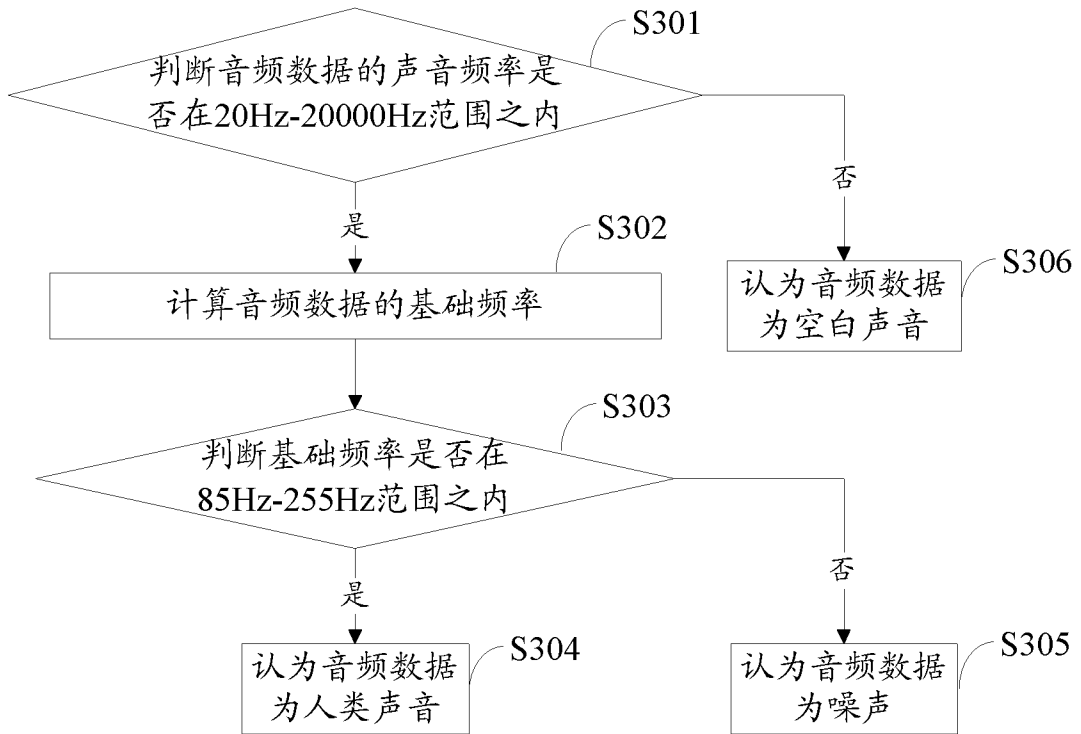 S301
判断音频数据的声音频率是
否在20Hz-20000Hz范围之内
否
是
S302
计算音频数据的基础频率
S306
认为音频数据
为空白声音
S303
判断基础频率是否在
85Hz-255Hz范围之内
否
是
S304
认为音频数据
为人类声音
S305
认为音频数据
为噪声